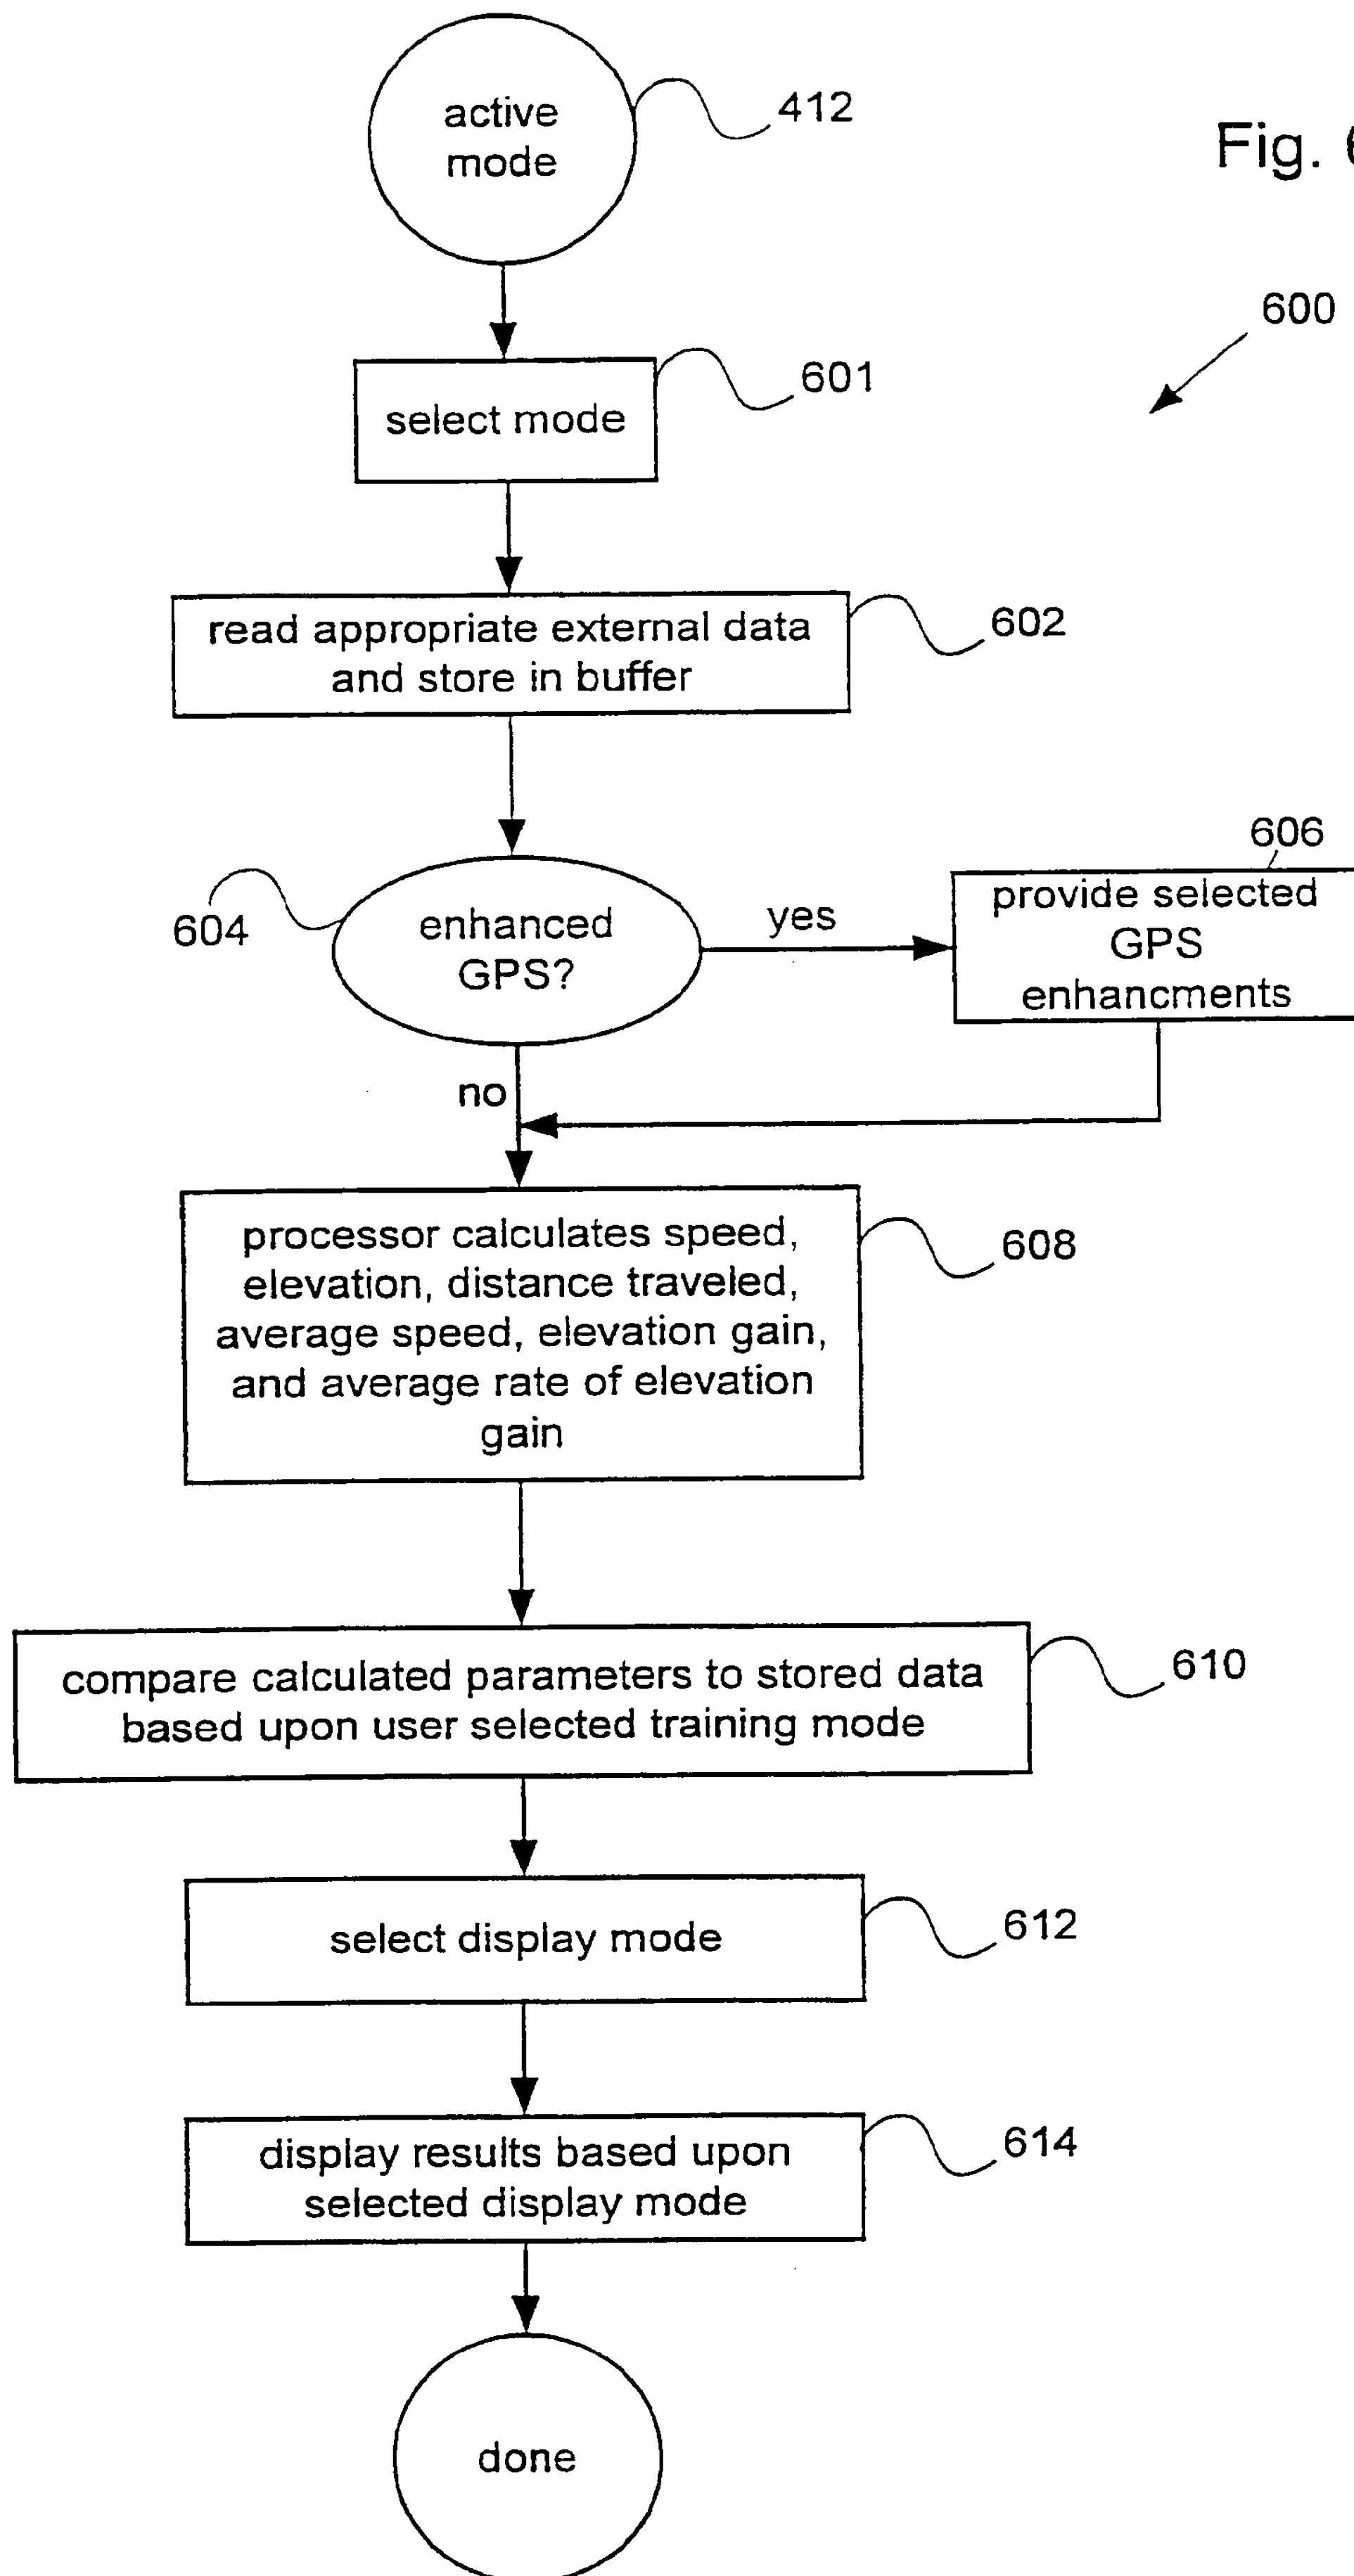 active
mode
412
Fig. 6
600
select mode
601
read appropriate external data
and store in buffer
602
enhanced
GPS?
604
yes
606
provide selected
GPS
enhancments
no
processor calculates speed,
elevation, distance traveled,
average speed, elevation gain,
and average rate of elevation
gain
608
compare calculated parameters to stored data
based upon user selected training mode
610
select display mode
612
display results based upon
selected display mode
614
done